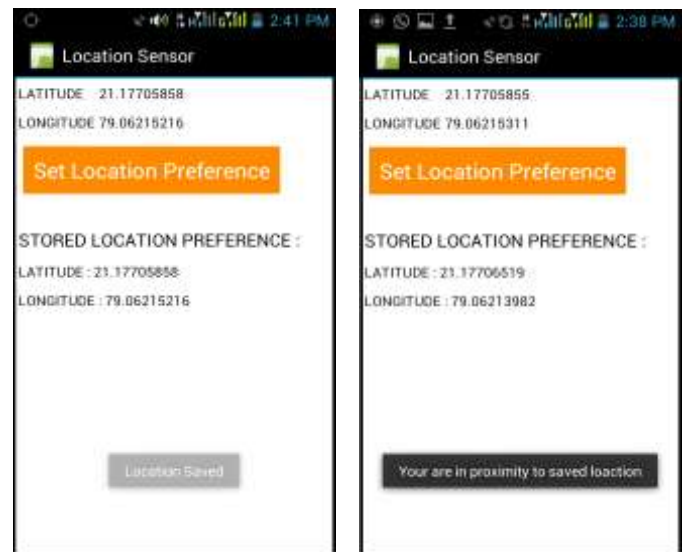 2:41 PM
Location Sensor
LATITUDE 21.17705858
LONGITUDE 79.06215216
Set Location Preference
STORED LOCATION PREFERENCE :
LATITUDE : 21.17705858
LONGITUDE : 79.06215216
Location Saved
2:38 PM
Location Sensor
LATITUDE 21.17705855
LONGITUDE 79.06215311
Set Location Preference
STORED LOCATION PREFERENCE :
LATITUDE : 21.17706519
LONGITUDE : 79.06213982
Your are in proximity to saved loaction